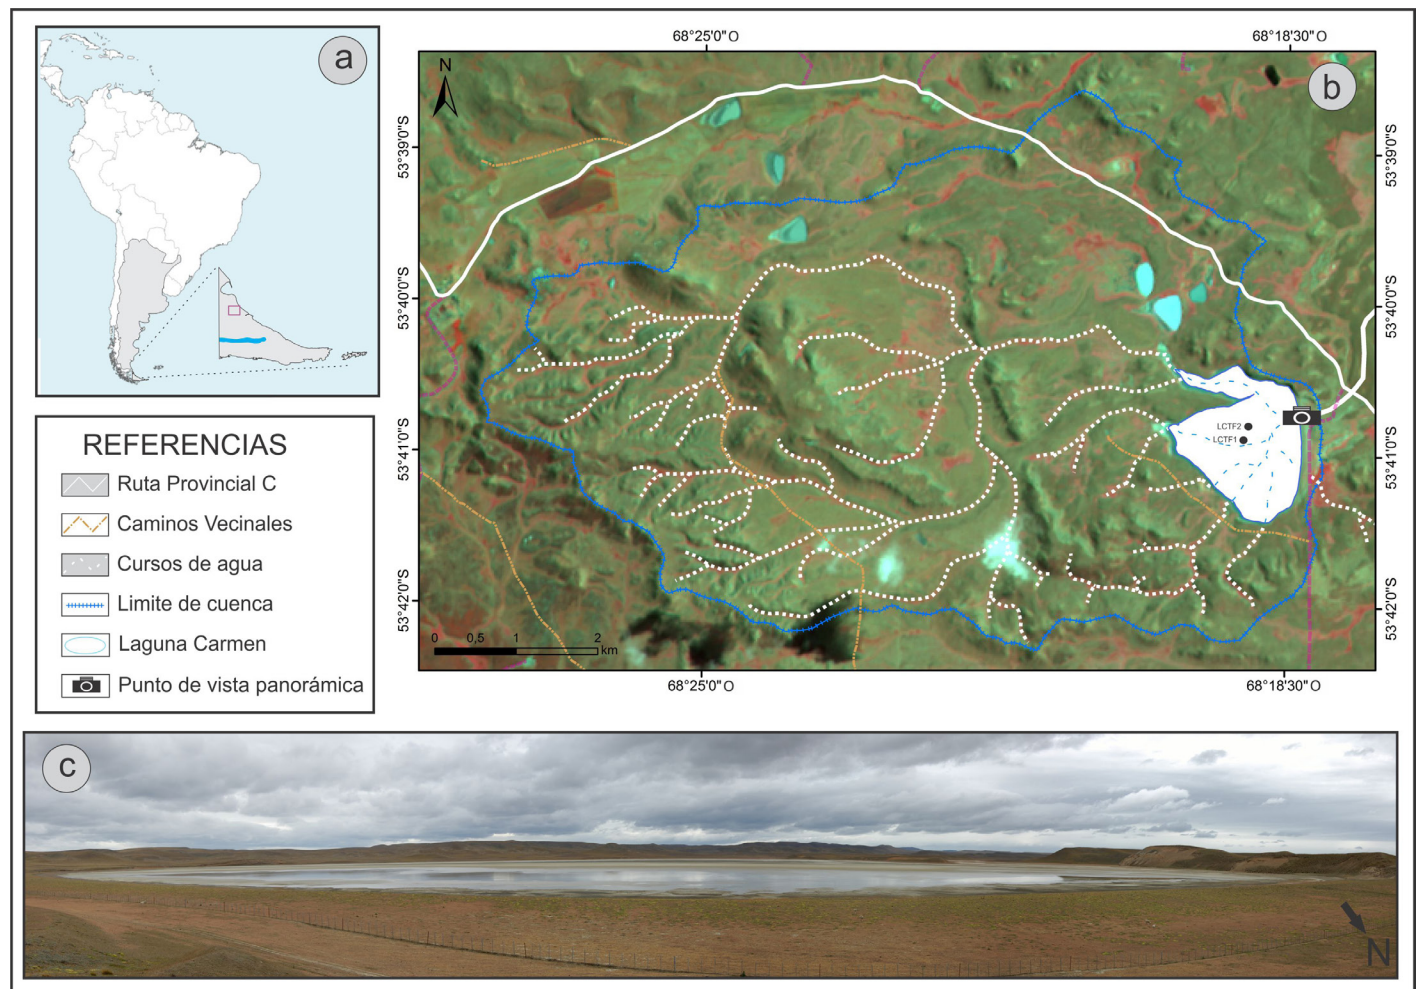 a
REFERENCIAS
Ruta Provincial C
Caminos Vecinales
Cursos de agua
Limite de cuenca
Laguna Carmen
Punto de vista panorámica
68°25'0"O
68°18'30"O
N
b
53°39'0"S
53°39'0"S
53°40'0"S
53°40'0"S
LCTF2
LCTF1
53°41'0"S
53°41'0"S
53°42'0"S
53°42'0"S
0 0,5 1 2
km
68°25'0"O
68°18'30"O
c
N